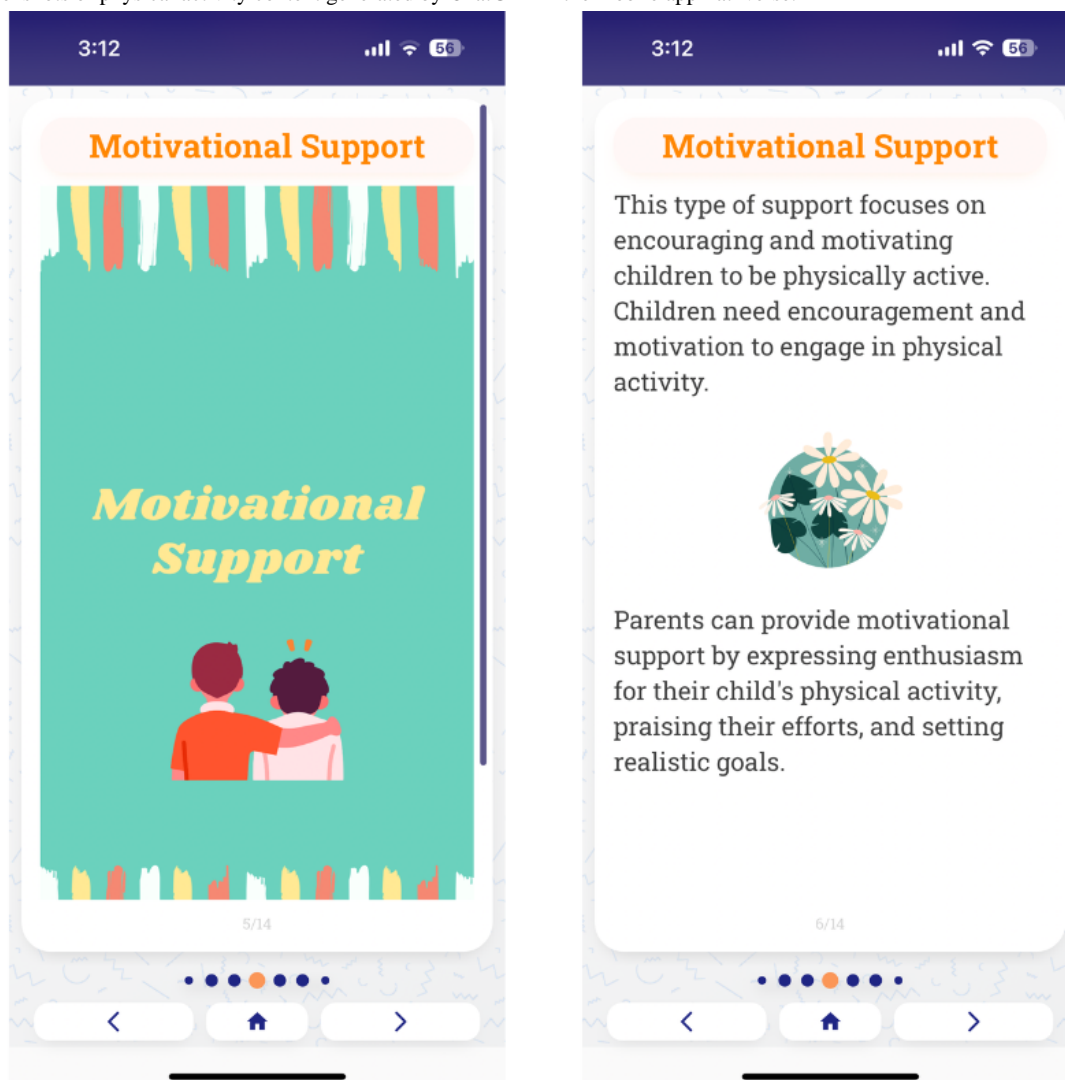 3:12
56
Motivational Support
Motivational
Support
5/14
3:12
56
Motivational Support
This type of support focuses on
encouraging and motivating
children to be physically active.
Children need encouragement and
motivation to engage in physical
activity.
Parents can provide motivational
support by expressing enthusiasm
for their child's physical activity,
praising their efforts, and setting
realistic goals.
6/14